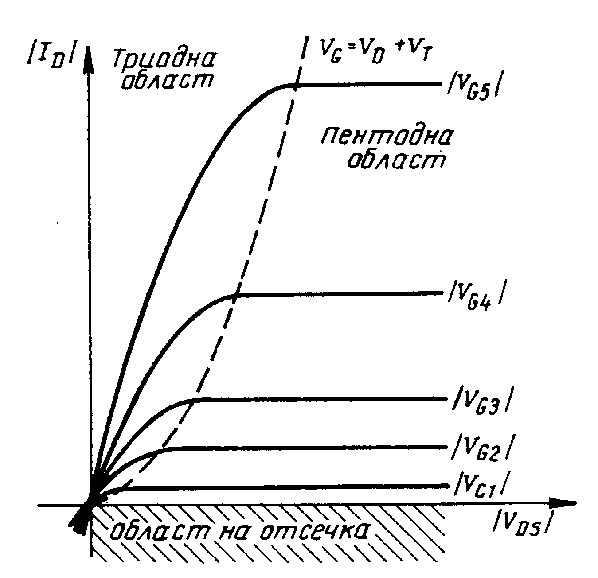 |I_D|
Триодна
област
V_G=V_D+V_T
|V_G5|
Пентодна
област
|V_G4|
|V_G3|
|V_G2|
|V_C1|
|V_DS|
област на отсечка